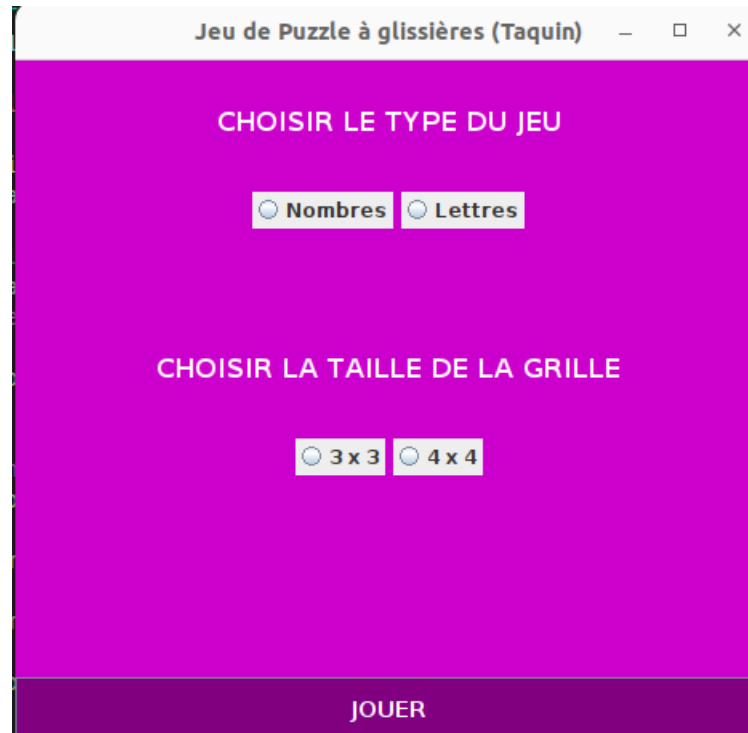 Jeu de Puzzle à glissières (Taquin)
CHOISIR LE TYPE DU JEU
Nombres Lettres
CHOISIR LA TAILLE DE LA GRILLE
3 x 3 4 x 4
JOUER